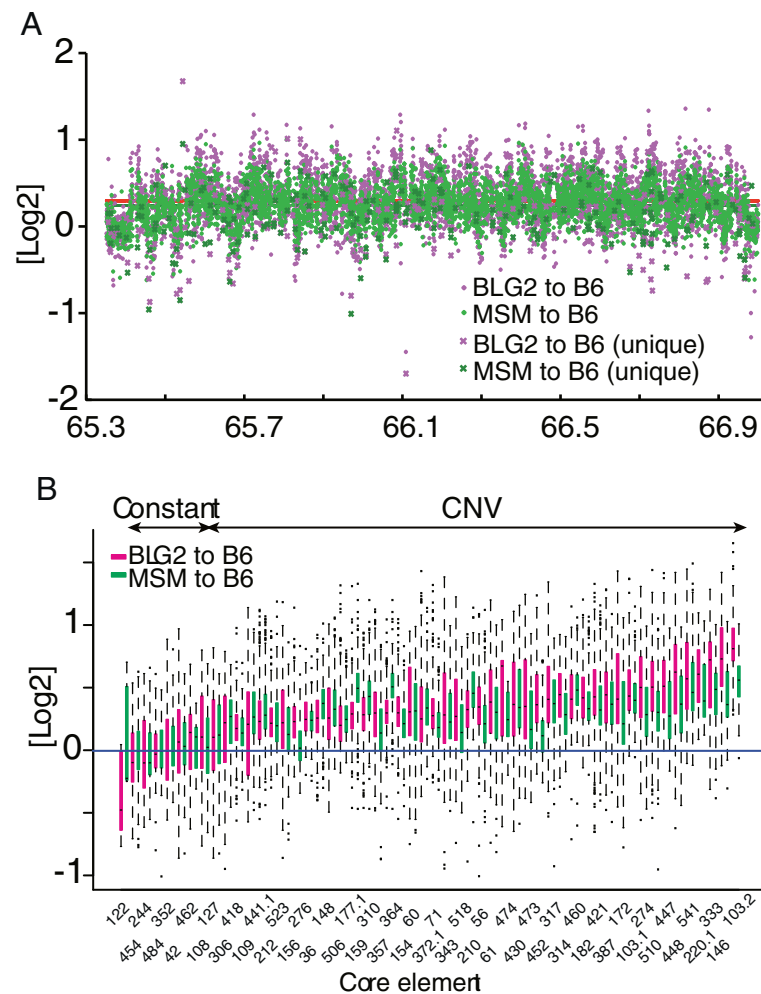 A
2
1
0
-1
-2
[Log2]
BLG2 to B6
MSM to B6
BLG2 to B6 (unique)
MSM to B6 (unique)
65.3 65.7 66.1 66.5 66.9
B
Constant CNV
BLG2 to B6
MSM to B6
1
0
-1
[Log2]
122 244 352 462 127 418 441.1 523 276 148 177.1 310 364 60 71 518 56 474 473 317 460 421 172 274 447 541 333 103.2
454 484 42 108 306 109 212 156 36 506 159 357 154 372.1 343 210 61 430 452 314 182 387 103.1 510 448 220.1 146
Core element